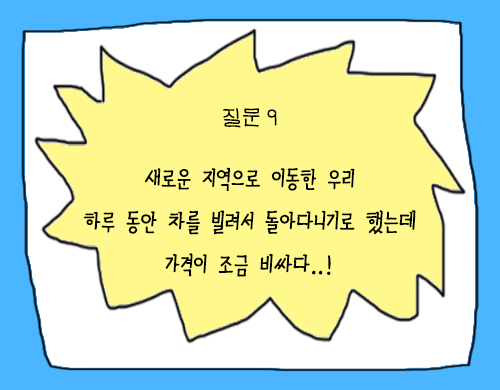 질문 9
새로운 지역으로 이동한 우리
하루 동안 차를 빌려서 돌아다니기로 했는데
가격이 조금 비싸다..!